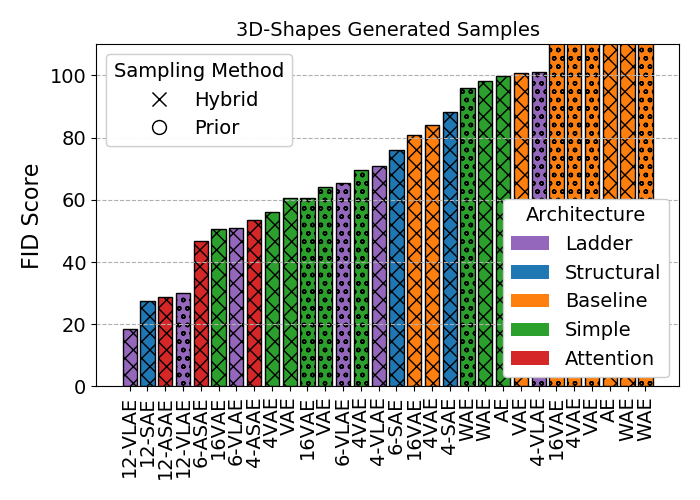 3D-Shapes Generated Samples
FID Score
100
80
60
40
20
0
Sampling Method
Hybrid
Prior
Architecture
Ladder
Structural
Baseline
Simple
Attention
12-VLAE
12-SAE
12-ASAE
12-VLAE
6-ASAE
16VAE
6-VLAE
4-ASAE
4VAE
VAE
16VAE
VAE
6-VLAE
4VAE
4-VLAE
6-SAE
16VAE
4VAE
4-SAE
WAE
WAE
AE
VAE
4-VLAE
16VAE
4VAE
VAE
AE
WAE
WAE